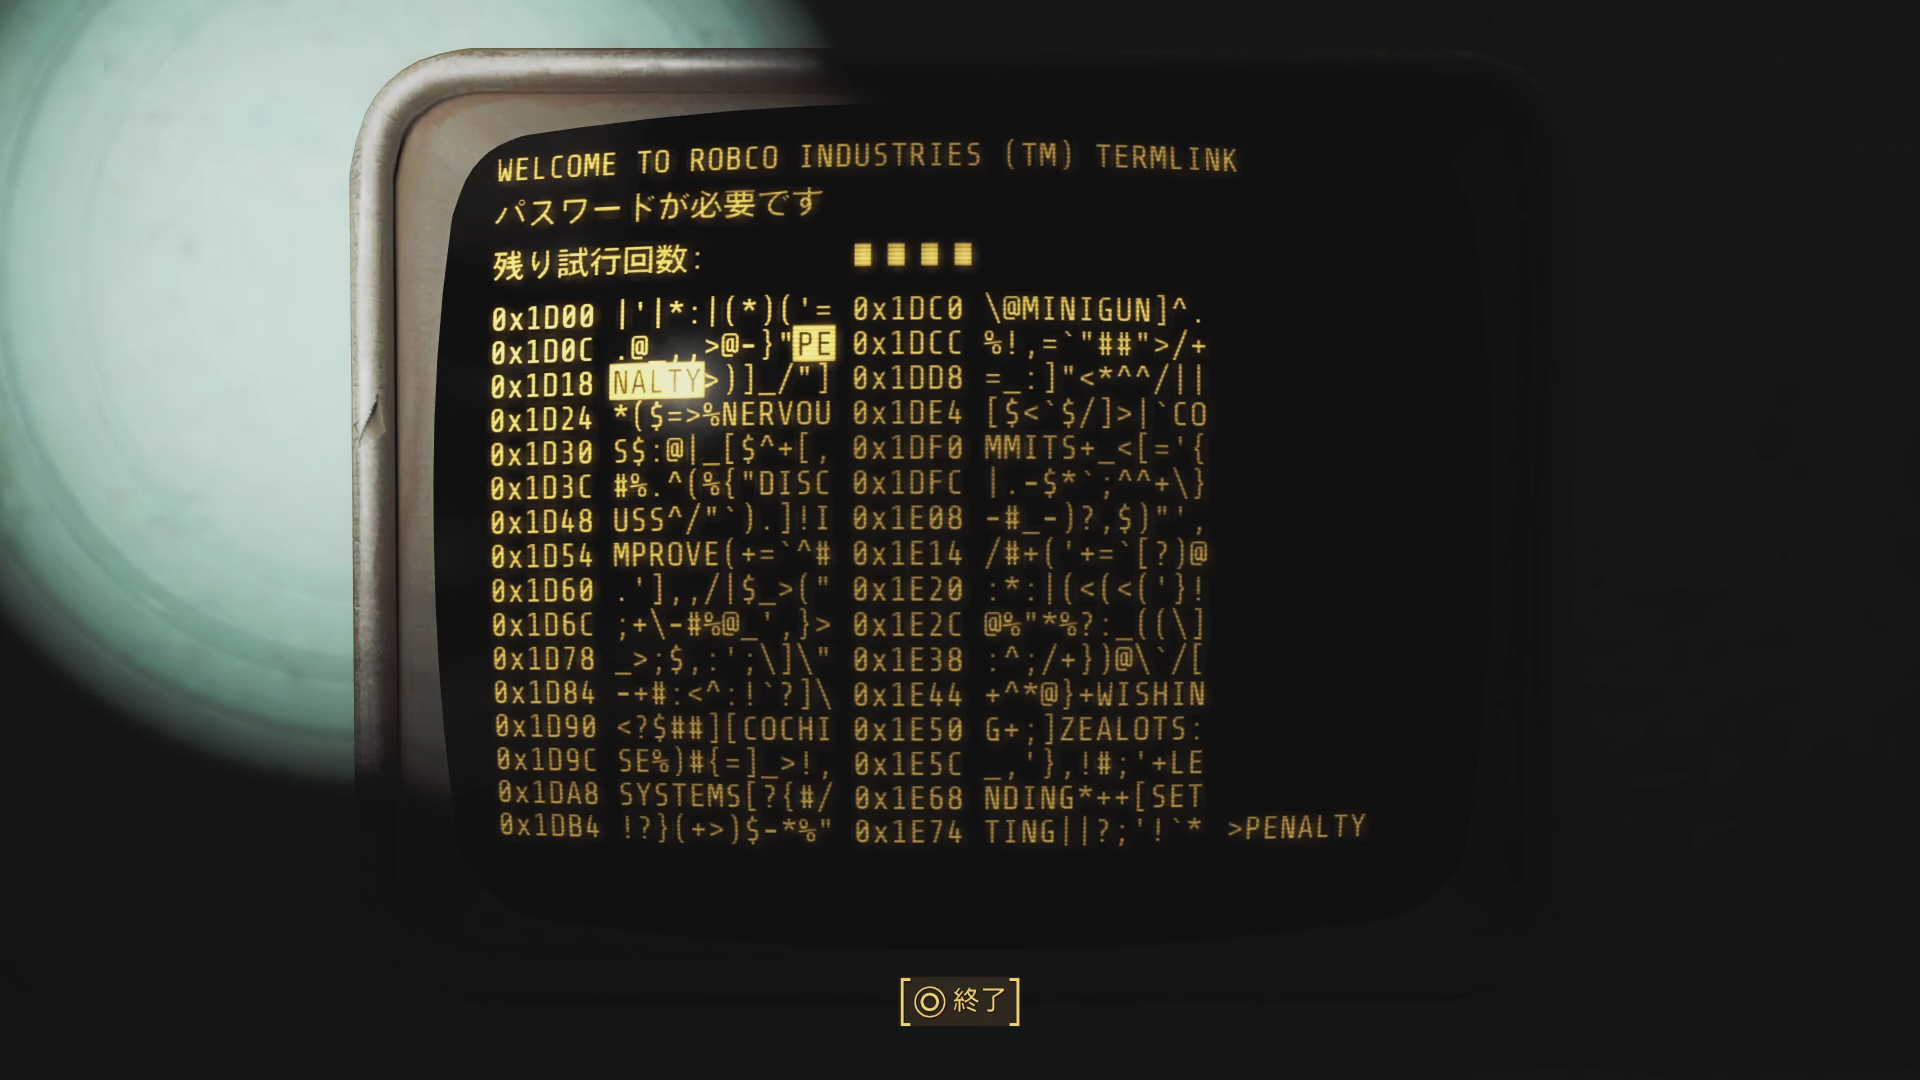 WELCOME TO ROBCO INDUSTRIES (TM) TERMLINK
パスワードが必要です
残り試行回数: ■ ■ ■ ■
0x1D00 |'|*:|(*)('= 0x1DC0 \@MINIGUN]^.
0x1D0C .@_,,>@-}"PE 0x1DCC %!,=`"##">/+
0x1D18 NALTY>)]_/"] 0x1DD8 =_:]"<*^^/||
0x1D24 *($=>%NERVOU 0x1DE4 [$<`$/]>|`CO
0x1D30 S$:@|_[$^+[, 0x1DF0 MMITS+_<[='{
0x1D3C #%.^(%{"DISC 0x1DFC |.-$*`;^^+\}
0x1D48 USS^/"`).]!I 0x1E08 -#_-)?,$)"',
0x1D54 MPROVE(+=`^# 0x1E14 /#+('+=`[?)@
0x1D60 .'],,/|$_>(" 0x1E20 :*:|(<(<('}!
0x1D6C ;+\-#%@_',}> 0x1E2C @%"*%?:_((\]
0x1D78 _>;$,:';\]\" 0x1E38 :^;/+})@\`/[
0x1D84 -+#:<^:!`?]\ 0x1E44 +^*@}+WISHIN
0x1D90 <?$##][COCHI 0x1E50 G+;]ZEALOTS:
0x1D9C SE%)#{=]_>!, 0x1E5C _,'},!#;'+LE
0x1DA8 SYSTEMS[?{#/ 0x1E68 NDING*++[SET
0x1DB4 !?}(+>)$-*%" 0x1E74 TING||?;'!`* >PENALTY
[◎ 終了]